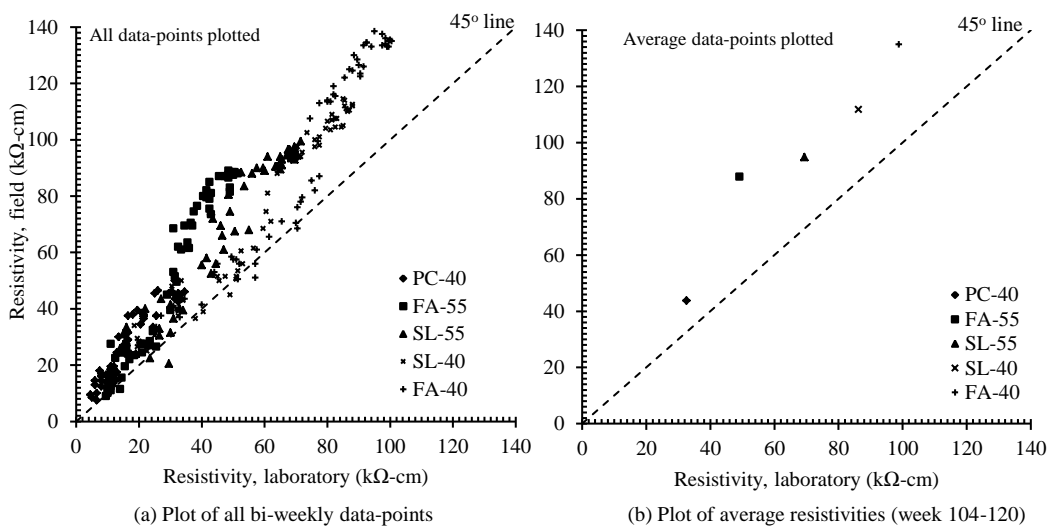 All data-points plotted
45° line
Resistivity, field (kΩ-cm)
140
120
100
80
60
40
20
0
PC-40
FA-55
SL-55
SL-40
FA-40
0 20 40 60 80 100 120 140
Resistivity, laboratory (kΩ-cm)
(a) Plot of all bi-weekly data-points
Average data-points plotted
45° line
140
120
100
80
60
40
20
0
PC-40
FA-55
SL-55
SL-40
FA-40
0 20 40 60 80 100 120 140
Resistivity, laboratory (kΩ-cm)
(b) Plot of average resistivities (week 104-120)